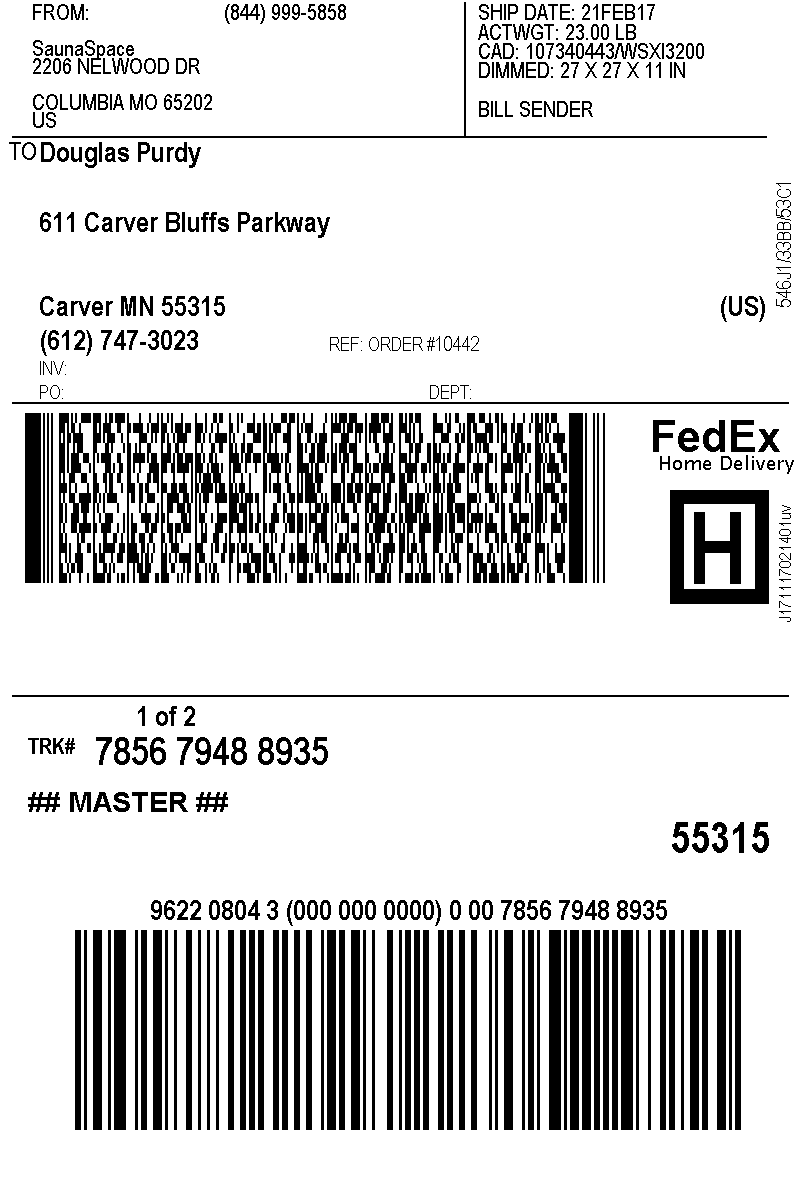 FROM: (844) 999-5858
SaunaSpace
2206 NELWOOD DR
COLUMBIA MO 65202
US
SHIP DATE: 21FEB17
ACTWGT: 23.00 LB
CAD: 107340443/WSXI3200
DIMMED: 27 X 27 X 11 IN
BILL SENDER
TO Douglas Purdy
611 Carver Bluffs Parkway
546J1/33BB/53C1
Carver MN 55315 (US)
(612) 747-3023 REF: ORDER #10442
INV:
PO: DEPT:
FedEx
Home Delivery
H
J171117021401uv
1 of 2
TRK# 7856 7948 8935
## MASTER ##
55315
9622 0804 3 (000 000 0000) 0 00 7856 7948 8935